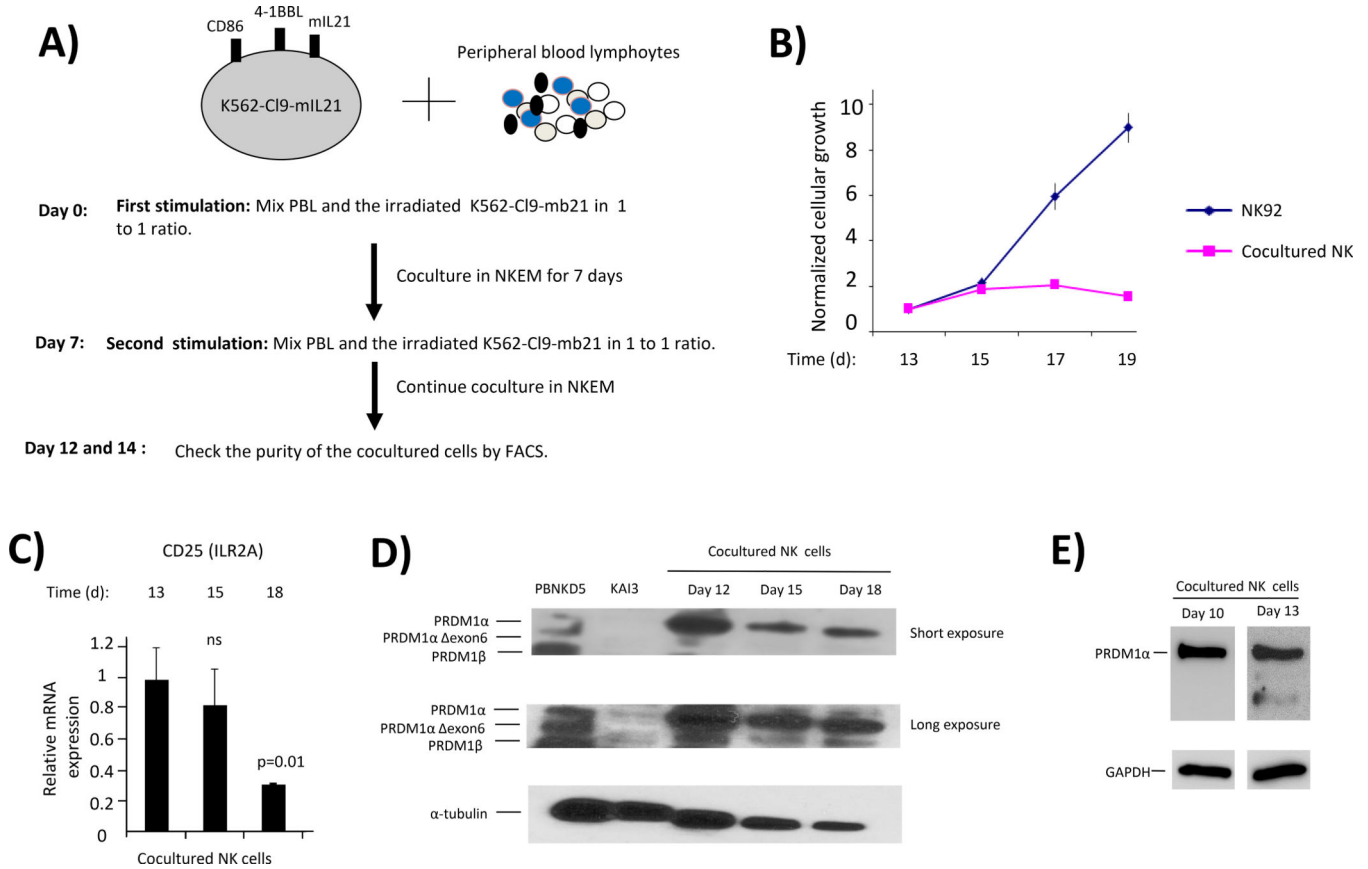 A)
CD86
4-1BBL
mIL21
K562-Cl9-mIL21
Peripheral blood lymphoytes
Day 0: First stimulation: Mix PBL and the irradiated K562-Cl9-mb21 in 1
to 1 ratio.
Coculture in NKEM for 7 days
Day 7: Second stimulation: Mix PBL and the irradiated K562-Cl9-mb21 in 1 to 1 ratio.
Continue coculture in NKEM
Day 12 and 14 : Check the purity of the cocultured cells by FACS.
B)
Normalized cellular growth
10
8
6
4
2
0
Time (d): 13 15 17 19
NK92
Cocultured NK
C)
CD25 (ILR2A)
Time (d): 13 15 18
Relative mRNA
expression
1.2
1
0.8
0.6
0.4
0.2
0
ns
p=0.01
Cocultured NK cells
D)
Cocultured NK cells
PBNKD5 KAI3 Day 12 Day 15 Day 18
PRDM1α
PRDM1α Δexon6
PRDM1β
Short exposure
PRDM1α
PRDM1α Δexon6
PRDM1β
Long exposure
α-tubulin
E)
Cocultured NK cells
Day 10 Day 13
PRDM1α
GAPDH